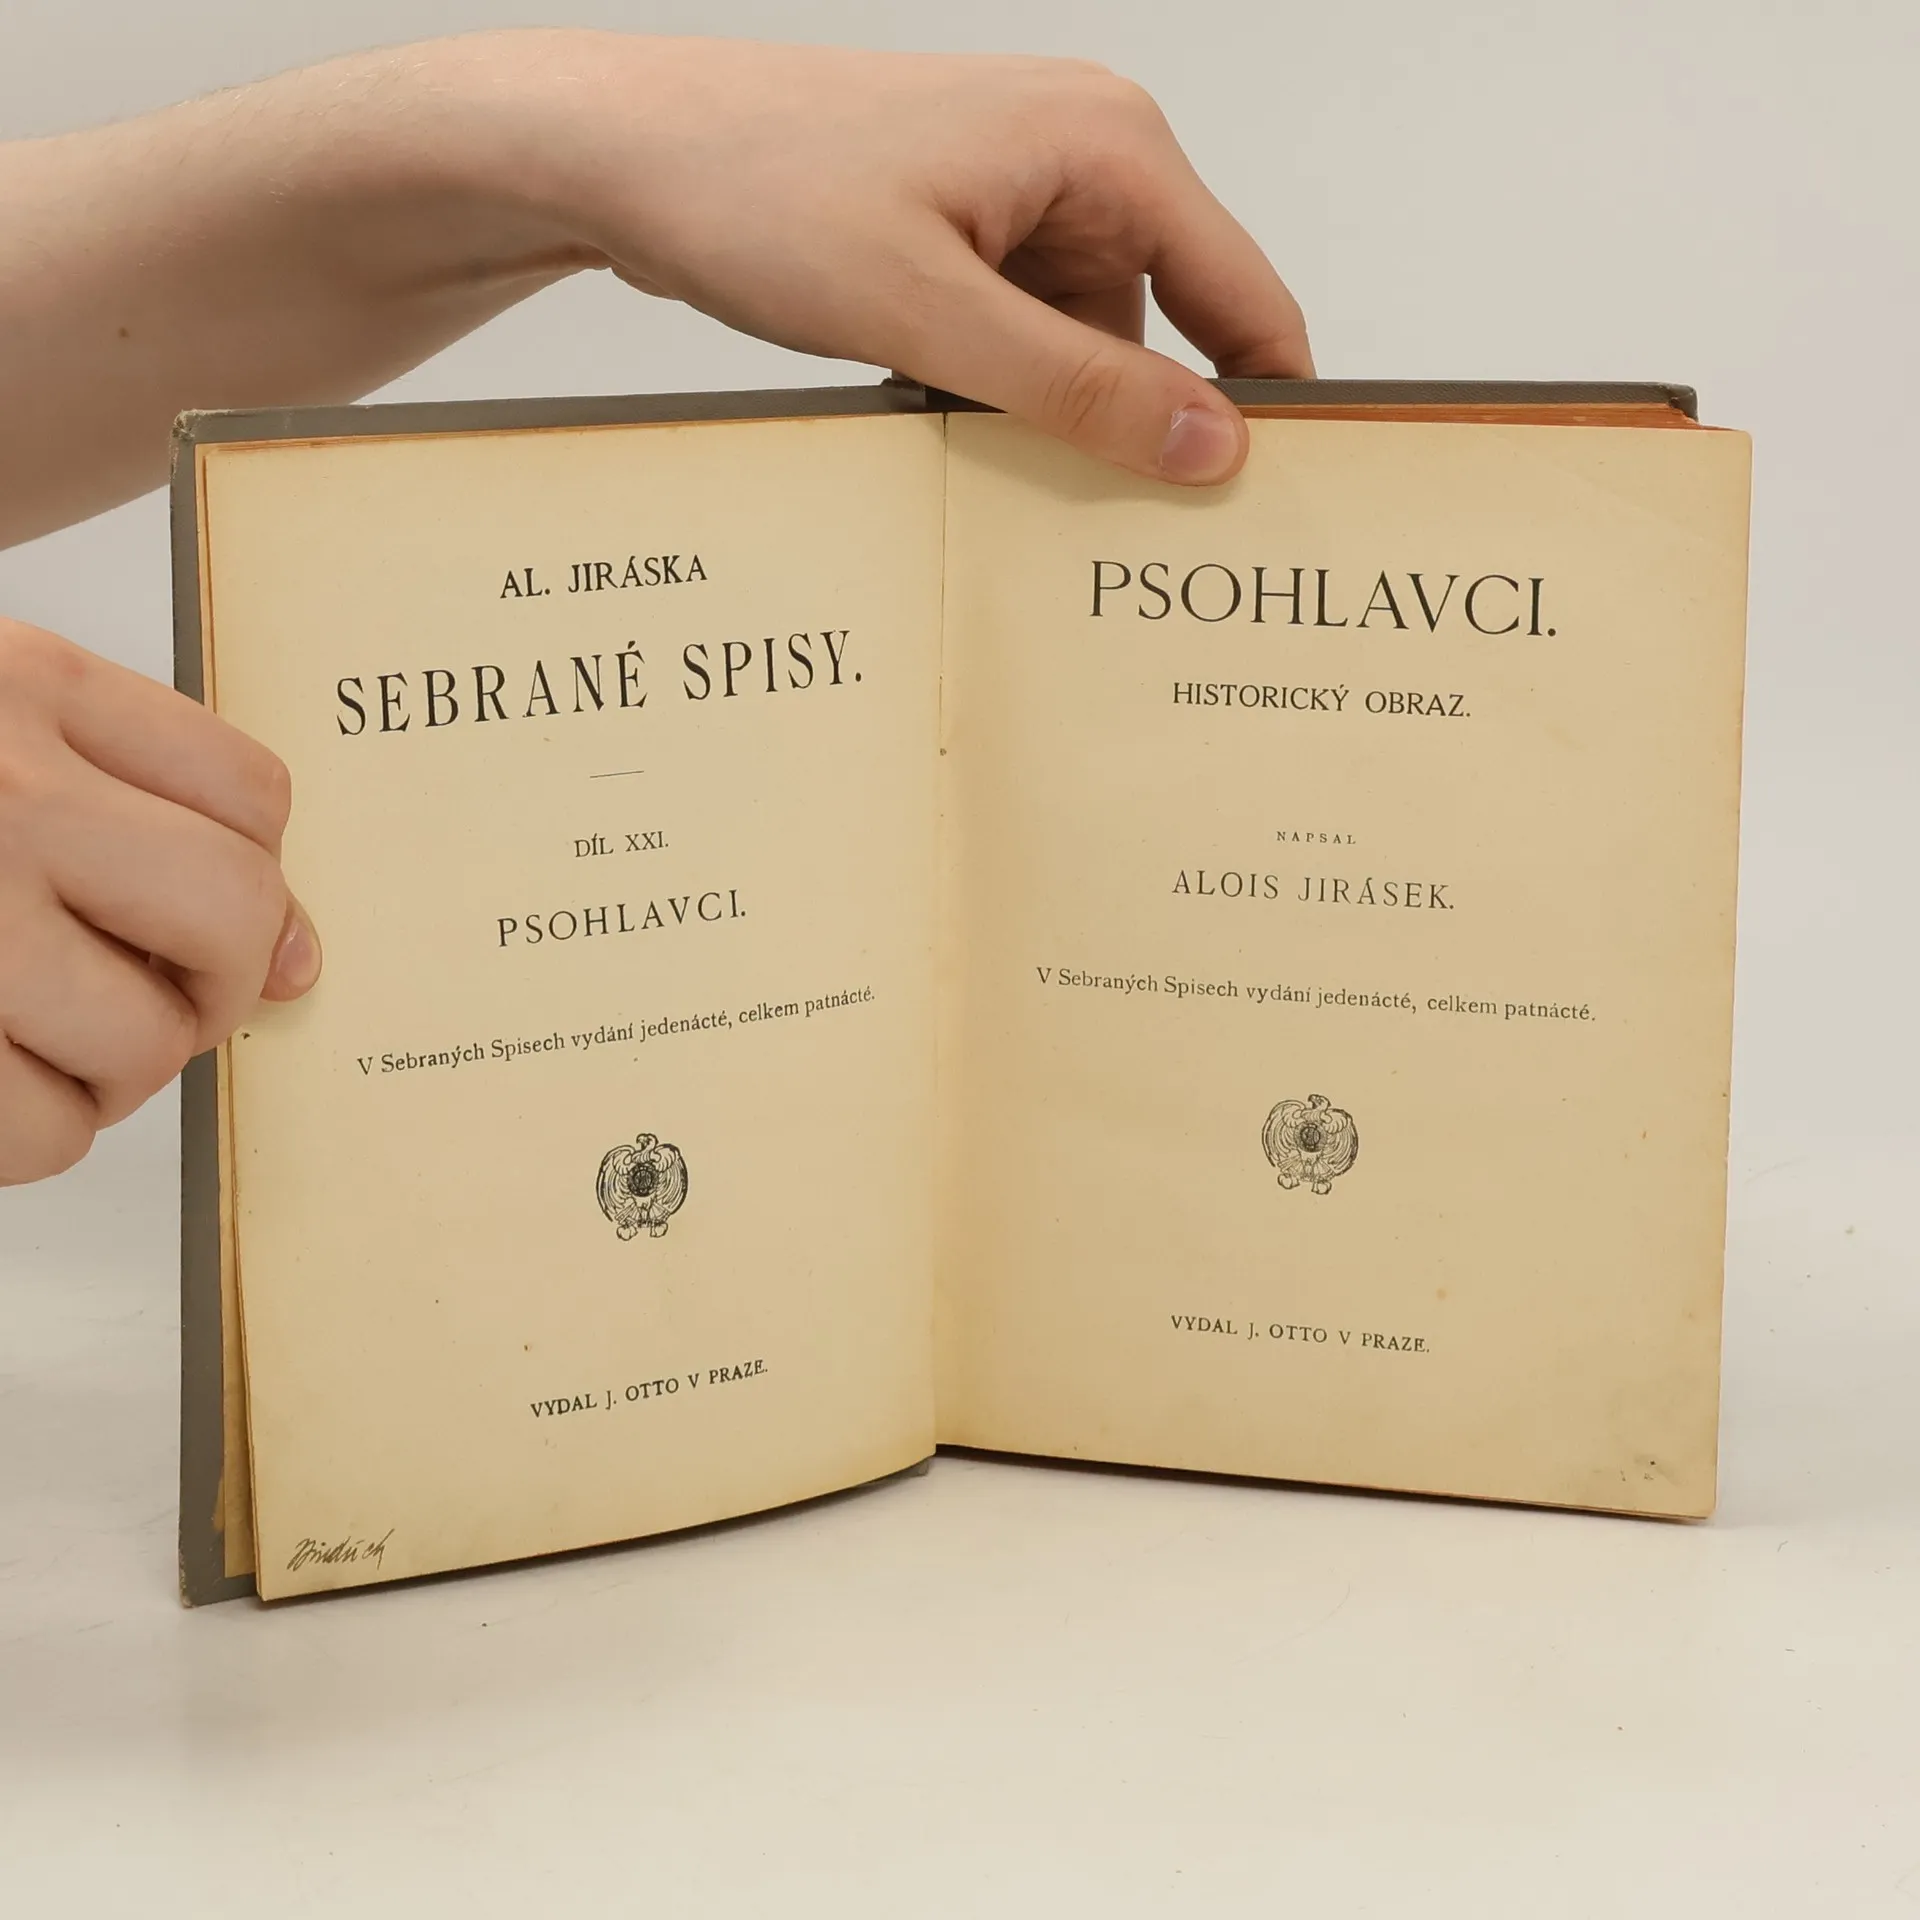 AL. JIRÁSKA
SEBRANÉ SPISY.
DÍL XXI.
PSOHLAVCI.
V Sebraných Spisech vydání jedenácté, celkem patnácté.
VYDAL J. OTTO V PRAZE.
PSOHLAVCI.
HISTORICKÝ OBRAZ.
NAPSAL
ALOIS JIRÁSEK.
V Sebraných Spisech vydání jedenácté, celkem patnácté.
VYDAL J. OTTO V PRAZE.